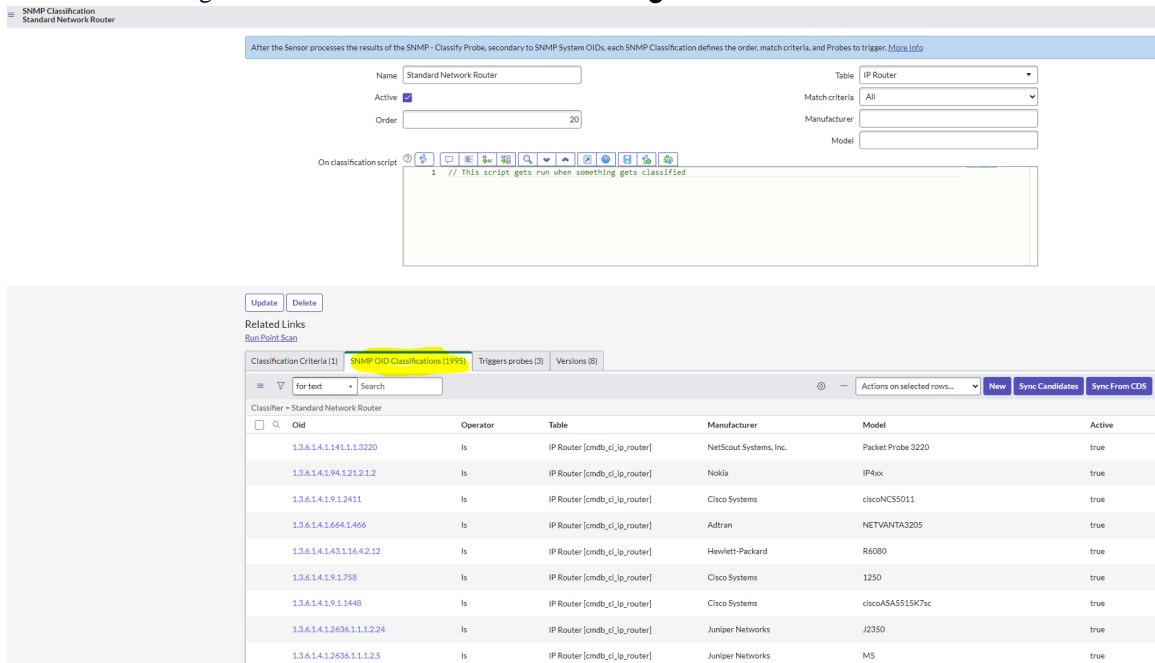 SNMP Classification
Standard Network Router
After the Sensor processes the results of the SNMP - Classify Probe, secondary to SNMP System OIDs, each SNMP Classification defines the order, match criteria, and Probes to trigger. More Info
Name Standard Network Router Table IP Router
Active Match criteria All
Order 20 Manufacturer
Model
On classification script
1 // This script gets run when something gets classified
Update Delete
Related Links
Run Point Scan
Classification Criteria (1) SNMP OID Classifications (1995) Triggers probes (3) Versions (8)
for text Search Actions on selected rows... New Sync Candidates Sync From CDS
Classifier = Standard Network Router
Oid Operator Table Manufacturer Model Active
1.3.6.1.4.1.141.1.1.3220 Is IP Router [cmdb_ci_ip_router] NetScout Systems, Inc. Packet Probe 3220 true
1.3.6.1.4.1.94.1.21.2.1.2 Is IP Router [cmdb_ci_ip_router] Nokia IP4xx true
1.3.6.1.4.1.9.1.2411 Is IP Router [cmdb_ci_ip_router] Cisco Systems ciscoNCS5011 true
1.3.6.1.4.1.664.1.466 Is IP Router [cmdb_ci_ip_router] Adtran NETVANTA3205 true
1.3.6.1.4.1.43.1.16.4.2.12 Is IP Router [cmdb_ci_ip_router] Hewlett-Packard R6080 true
1.3.6.1.4.1.9.1.758 Is IP Router [cmdb_ci_ip_router] Cisco Systems 1250 true
1.3.6.1.4.1.9.1.1448 Is IP Router [cmdb_ci_ip_router] Cisco Systems ciscoASA5515K7sc true
1.3.6.1.4.1.2636.1.1.1.2.24 Is IP Router [cmdb_ci_ip_router] Juniper Networks J2350 true
1.3.6.1.4.1.2636.1.1.1.2.5 Is IP Router [cmdb_ci_ip_router] Juniper Networks M5 true